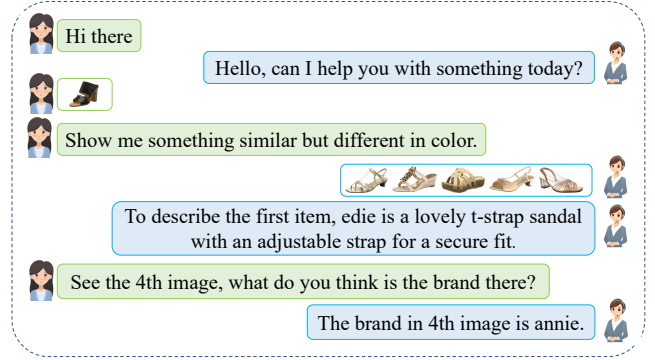 Hi there
Hello, can I help you with something today?
Show me something similar but different in color.
To describe the first item, edie is a lovely t-strap sandal
with an adjustable strap for a secure fit.
See the 4th image, what do you think is the brand there?
The brand in 4th image is annie.